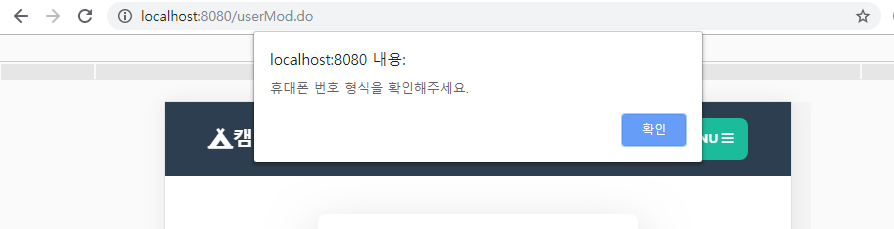 localhost:8080/userMod.do
localhost:8080 내용:
휴대폰 번호 형식을 확인해주세요.
확인
캠
NU